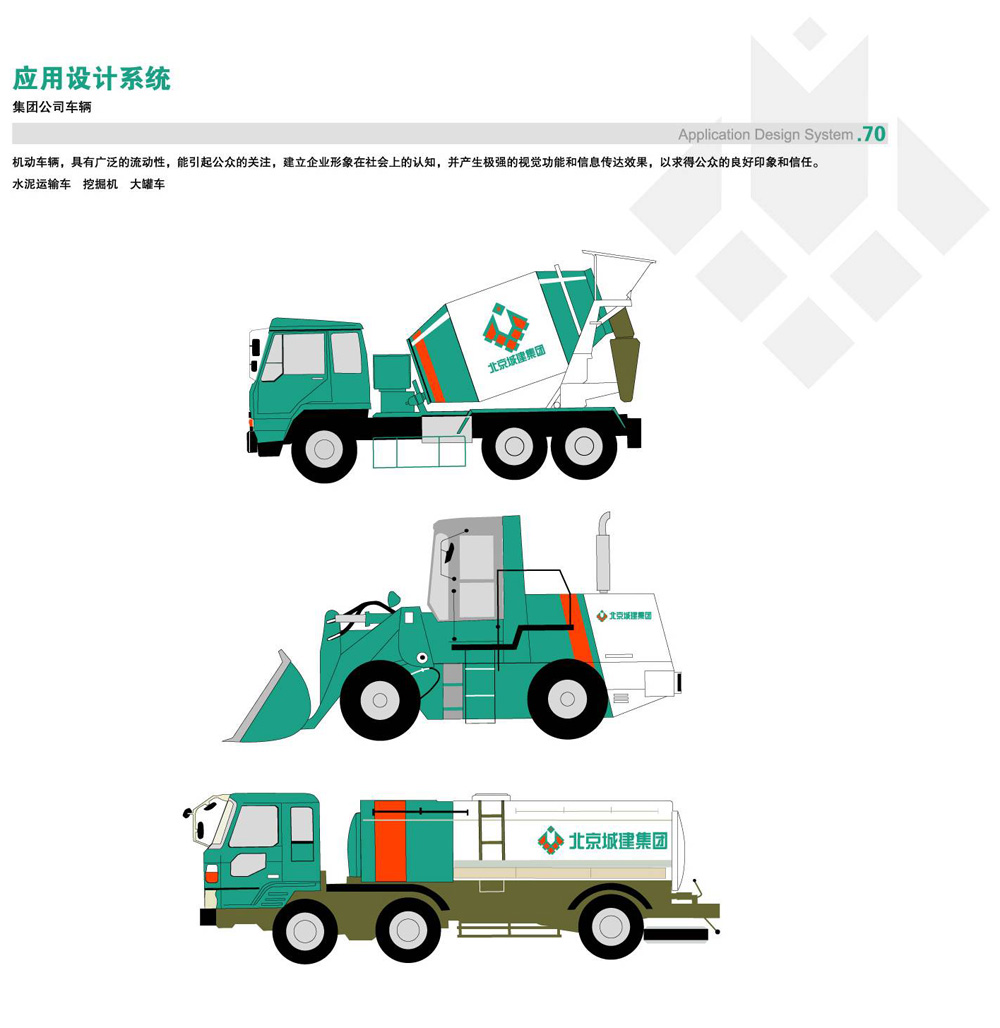 应用设计系统
集团公司车辆
Application Design System .70
机动车辆，具有广泛的流动性，能引起公众的关注，建立企业形象在社会上的认知，并产生极强的视觉功能和信息传达效果，以求得公众的良好印象和信任。
水泥运输车 挖掘机 大罐车
北京城建集团
北京城建集团
北京城建集团